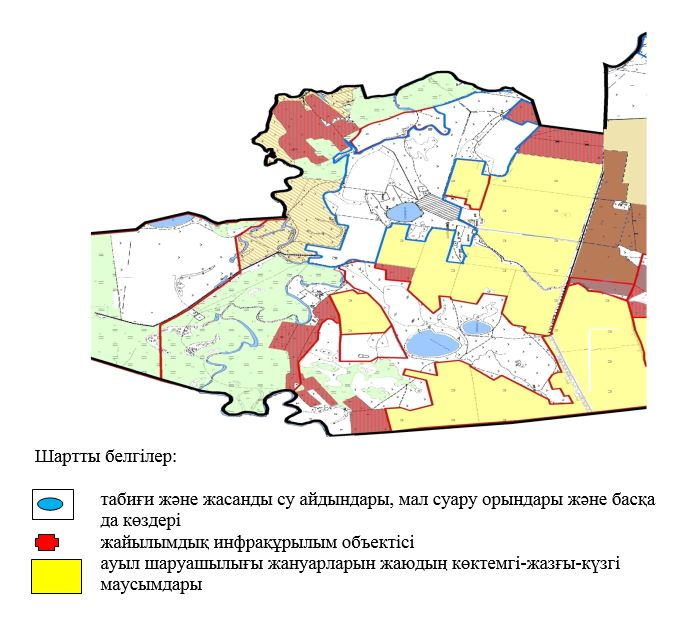 Шартты белгілер:
табиғи және жасанды су айдындары, мал суару орындары және басқа
да көздері
жайылымдық инфрақұрылым объектісі
ауыл шаруашылығы жануарларын жаюдың көктемгі-жазғы-күзгі
маусымдары